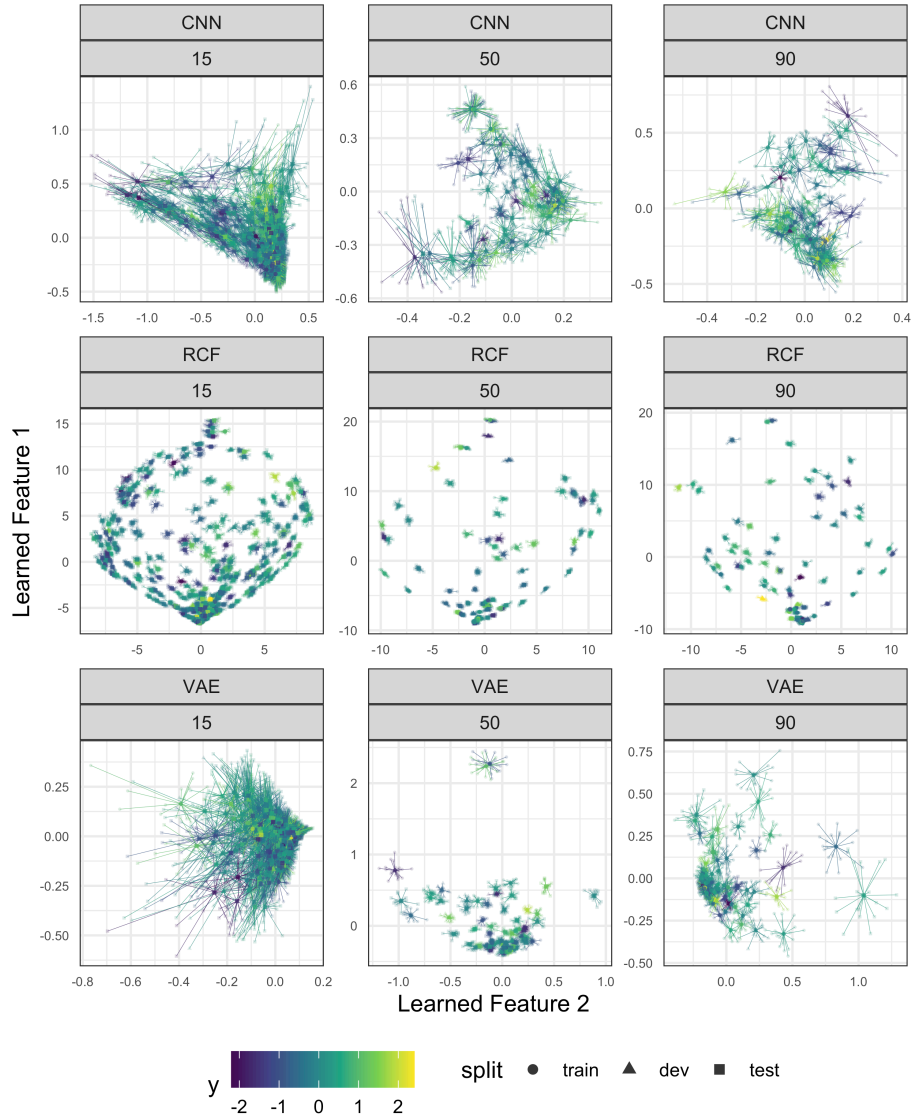 CNN CNN CNN
15 50 90
0.6
1.0 0.3 0.5
0.5 0.0 0.0
0.0 -0.3
-0.5 -0.6 -0.5
-1.5 -1.0 -0.5 0.0 0.5 -0.4 -0.2 0.0 0.2 -0.4 -0.2 0.0 0.2 0.4
RCF RCF RCF
15 50 90
15 20 20
10 10 10
5
0 0 0
-5
-10 -10
-5 0 5 -10 -5 0 5 10 -10 -5 0 5 10
Learned Feature 1
VAE VAE VAE
15 50 90
0.75
0.25 2 0.50
0.00 1 0.25
-0.25 0.00
-0.50 0 -0.25
-0.50
-0.8 -0.6 -0.4 -0.2 0.0 0.2 -1.0 -0.5 0.0 0.5 1.0 0.0 0.5 1.0
Learned Feature 2
y
-2 -1 0 1 2
split train dev test